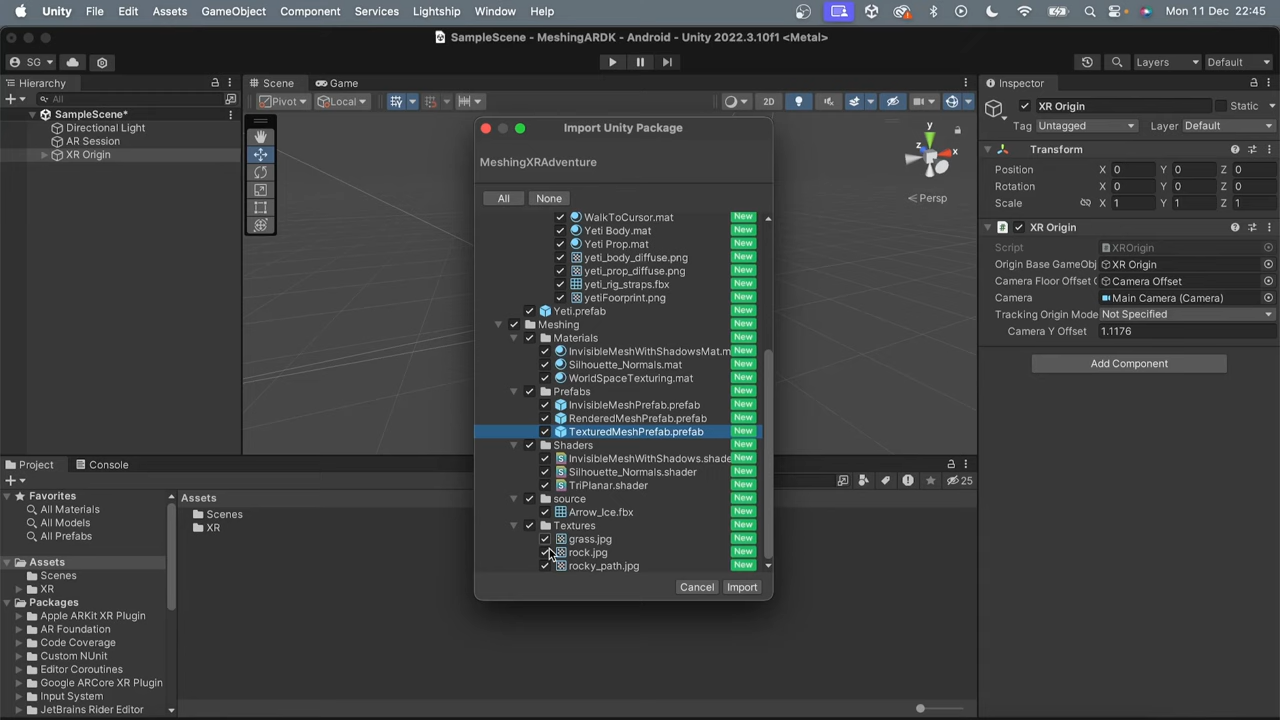 Unity File Edit Assets GameObject Component Services Lightship Window Help Mon 11 Dec 22:45
SampleScene - MeshingARDK - Android - Unity 2022.3.10f1 <Metal>
SG Layers Default
Hierarchy
All
SampleScene*
Directional Light
AR Session
XR Origin
Scene Game
Pivot Local 2D
y
z x
Persp
Import Unity Package
MeshingXRAdventure
All None
WalkToCursor.mat New
Yeti Body.mat New
Yeti Prop.mat New
yeti_body_diffuse.png New
yeti_prop_diffuse.png New
yeti_rig_straps.fbx New
yetiFoorprint.png New
Yeti.prefab New
Meshing New
Materials New
InvisibleMeshWithShadowsMat.m New
Silhouette_Normals.mat New
WorldSpaceTexturing.mat New
Prefabs New
InvisibleMeshPrefab.prefab New
RenderedMeshPrefab.prefab New
TexturedMeshPrefab.prefab New
Shaders New
InvisibleMeshWithShadows.shade New
Silhouette_Normals.shader New
TriPlanar.shader New
source New
Arrow_Ice.fbx New
Textures New
grass.jpg New
rock.jpg New
rocky_path.jpg New
Cancel Import
Inspector
XR Origin Static
Tag Untagged Layer Default
Transform
Position X 0 Y 0 Z 0
Rotation X 0 Y 0 Z 0
Scale X 1 Y 1 Z 1
XR Origin
Script XROrigin
Origin Base GameObj XR Origin
Camera Floor Offset Camera Offset
Camera Main Camera (Camera)
Tracking Origin Mode Not Specified
Camera Y Offset 1.1176
Add Component
Project Console
25
Favorites
All Materials
All Models
All Prefabs
Assets
Scenes
XR
Packages
Apple ARKit XR Plugin
AR Foundation
Code Coverage
Custom NUnit
Editor Coroutines
Google ARCore XR Plugin
Input System
JetBrains Rider Editor
Assets
Scenes
XR